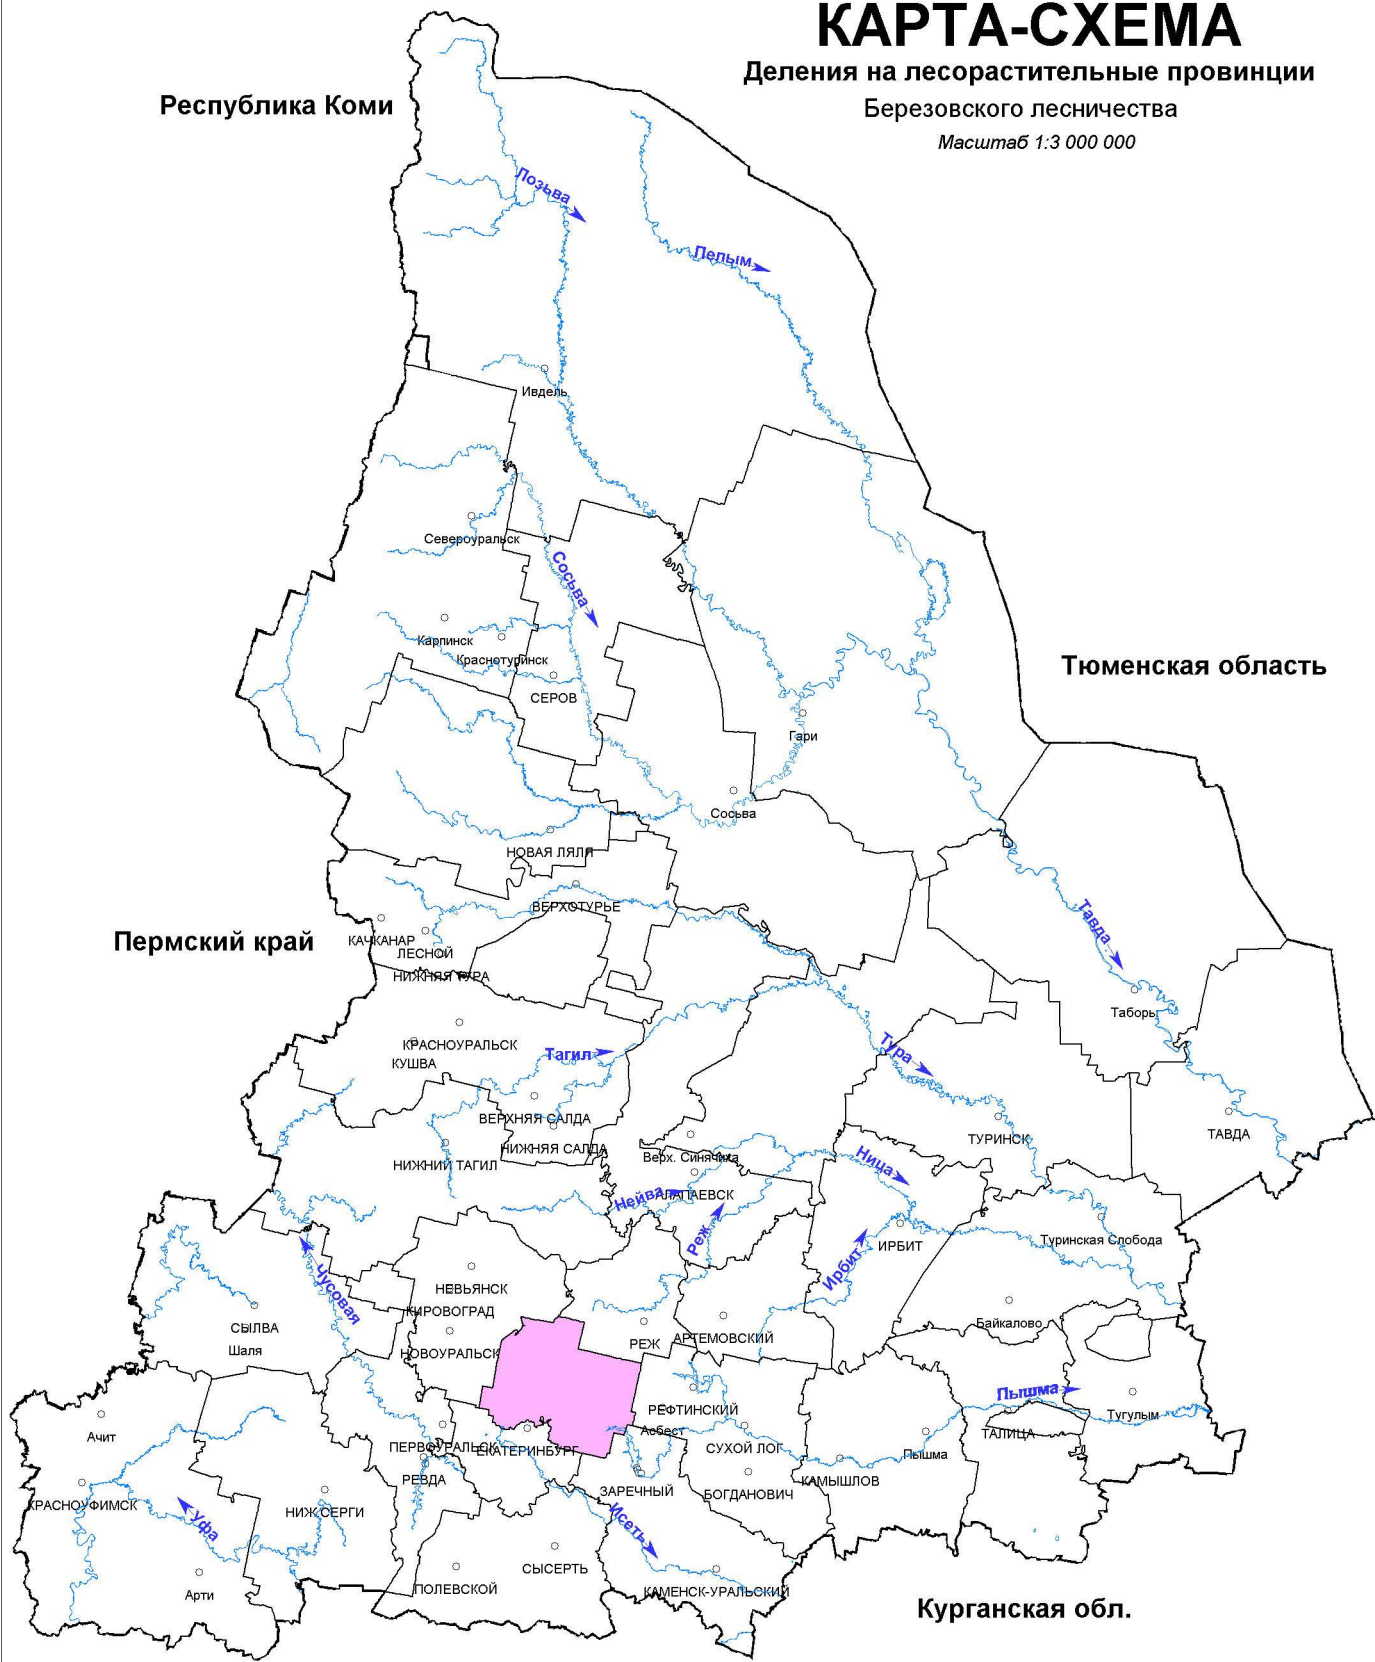 КАРТА-СХЕМА
Деления на лесорастительные провинции
Березовского лесничества
Масштаб 1:3 000 000
Республика Коми
Лозьва
Пелым
Ивдель
Североуральск
Сосьва
Карпинск
Краснотурьинск
СЕРОВ
Тюменская область
Гари
Сосьва
НОВАЯ ЛЯЛЯ
ВЕРХОТУРЬЕ
Пермский край
КАЧКАНАР
ЛЕСНОЙ
НИЖНЯЯ ТУРА
Тавда
Таборы
КРАСНОУРАЛЬСК
КУШВА
Тагил
Тура
ВЕРХНЯЯ САЛДА
НИЖНЯЯ САЛДА
НИЖНИЙ ТАГИЛ
ТУРИНСК
ТАВДА
Верх. Синячиха
Ница
Нейва
АЛАПАЕВСК
Реж
Ирбит
ИРБИТ
Туринская Слобода
Чусовая
НЕВЬЯНСК
КИРОВОГРАД
СЫЛВА
Шаля
НОВОУРАЛЬСК
РЕЖ
АРТЕМОВСКИЙ
Байкалово
Пышма
Тугулым
РЕФТИНСКИЙ
Асбест
ТАЛИЦА
Ачит
ПЕРВОУРАЛЬСК
ЕКАТЕРИНБУРГ
СУХОЙ ЛОГ
Пышма
РЕВДА
ЗАРЕЧНЫЙ
БОГДАНОВИЧ
КАМЫШЛОВ
КРАСНОУФИМСК
Уфа
НИЖ.СЕРГИ
Исеть
СЫСЕРТЬ
Арти
ПОЛЕВСКОЙ
КАМЕНСК-УРАЛЬСКИЙ
Курганская обл.